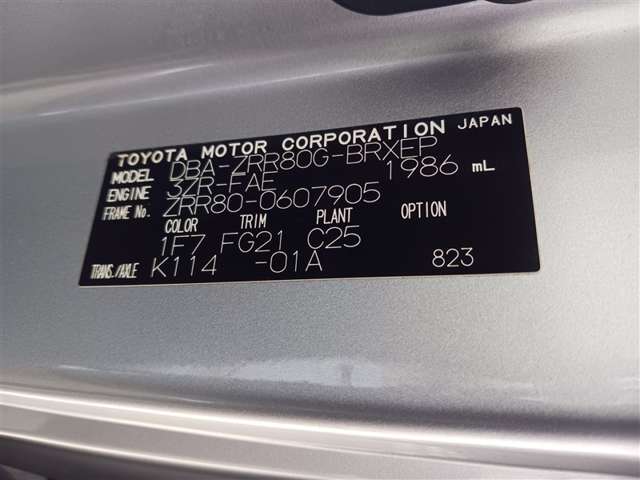 TOYOTA MOTOR CORPORATION JAPAN
MODEL DBA-ZRR80G-BRXEP
ENGINE 3ZR-FAE 1986 mL
FRAME No. ZRR80-0607905
COLOR TRIM PLANT OPTION
1F7 FG21 C25
TRANS./AXLE K114 -01A 823